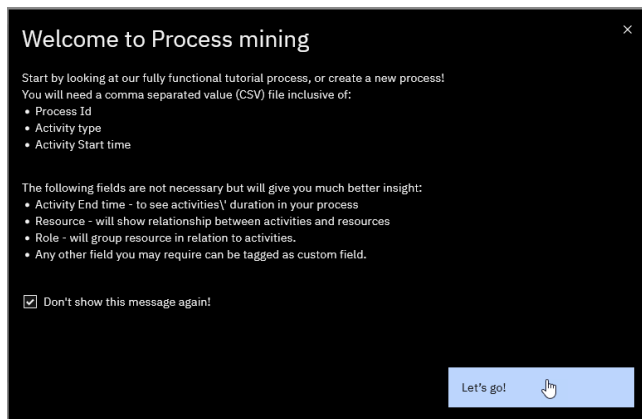 Welcome to Process mining
Start by looking at our fully functional tutorial process, or create a new process!
You will need a comma separated value (CSV) file inclusive of:
• Process Id
• Activity type
• Activity Start time
The following fields are not necessary but will give you much better insight:
• Activity End time - to see activities\' duration in your process
• Resource - will show relationship between activities and resources
• Role - will group resource in relation to activities.
• Any other field you may require can be tagged as custom field.
Don't show this message again!
Let's go!